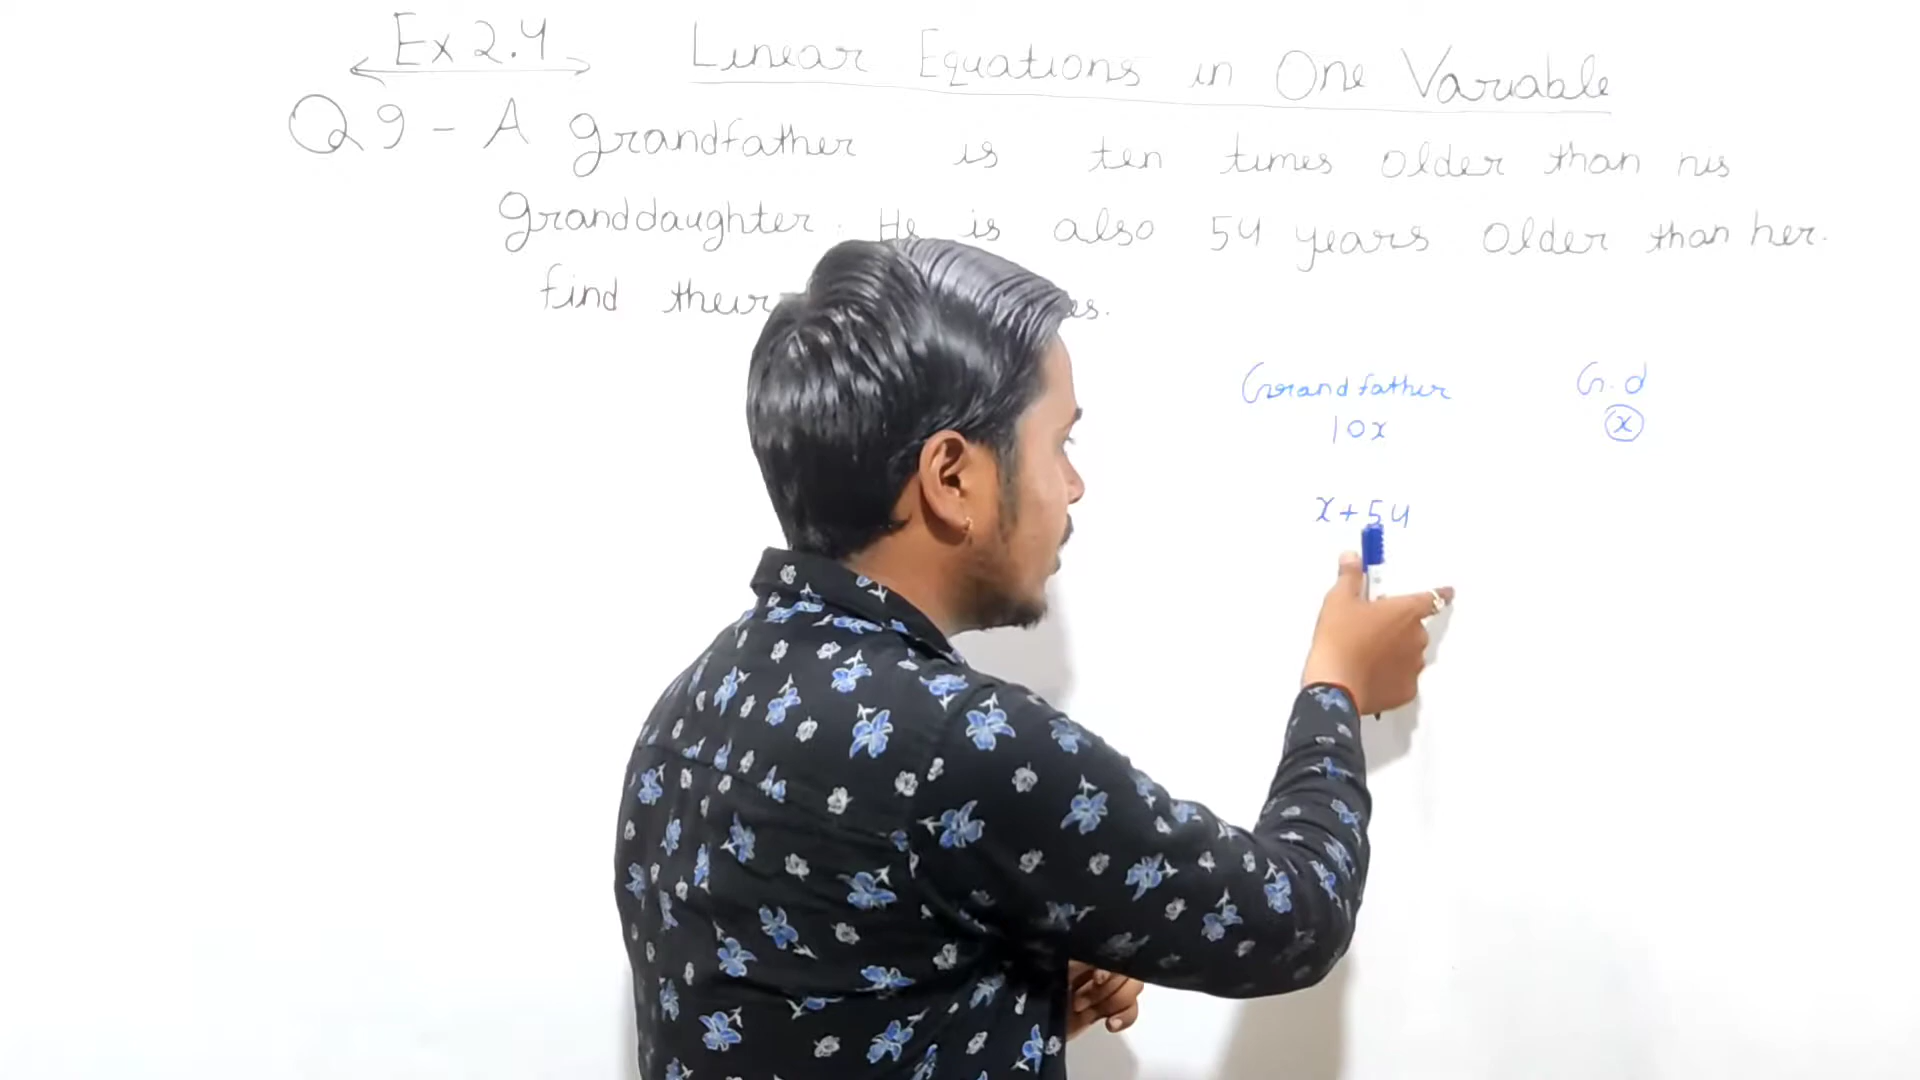 Ex 2.4 Linear Equations in One Variable
Q9 - A grandfather is ten times older than his
granddaughter. He is also 54 years older than her.
find their es.
Grandfather G.d
10x x
x+54